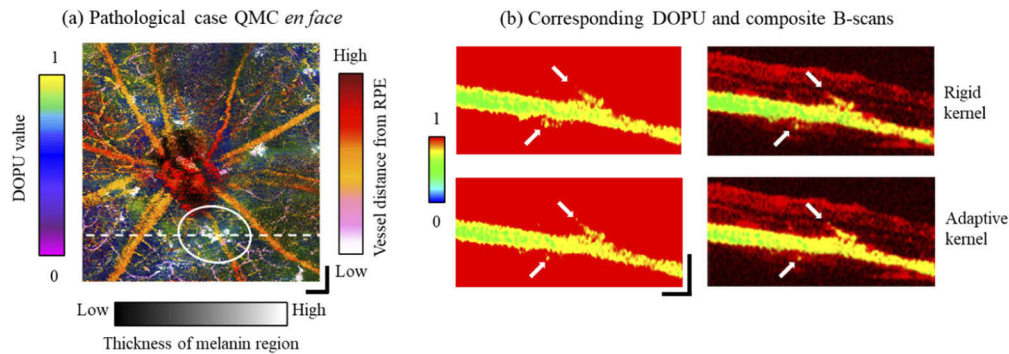 (a) Pathological case QMC en face
(b) Corresponding DOPU and composite B-scans
1
DOPU value
0
High
Vessel distance from RPE
Low
Low
High
Thickness of melanin region
1
0
Rigid
kernel
Adaptive
kernel